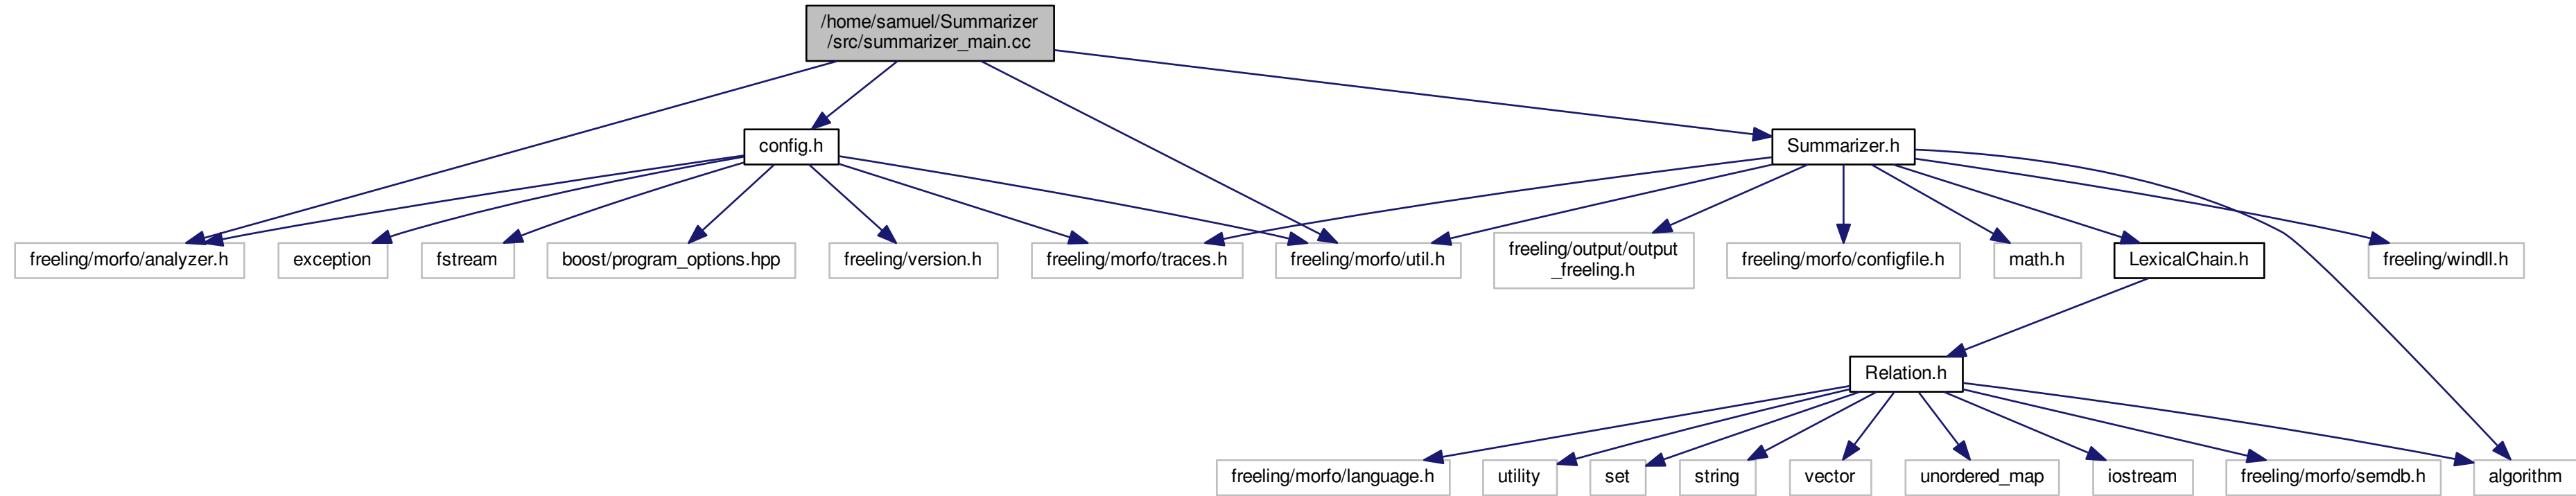 /home/samuel/Summarizer
/src/summarizer_main.cc
config.h
Summarizer.h
freeling/morfo/analyzer.h
exception
fstream
boost/program_options.hpp
freeling/version.h
freeling/morfo/traces.h
freeling/morfo/util.h
freeling/output/output
_freeling.h
freeling/morfo/configfile.h
math.h
LexicalChain.h
freeling/windll.h
Relation.h
freeling/morfo/language.h
utility
set
string
vector
unordered_map
iostream
freeling/morfo/semdb.h
algorithm